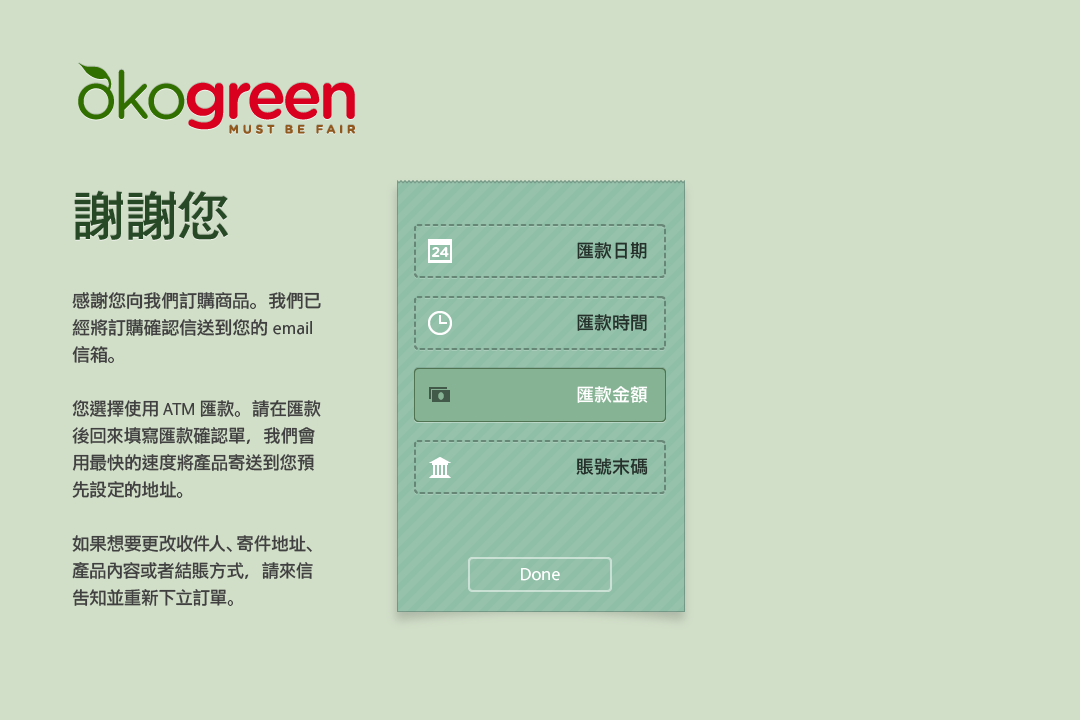 ökogreen
MUST BE FAIR
謝謝您
感謝您向我們訂購商品。我們已
經將訂購確認信送到您的 email
信箱。
您選擇使用 ATM 匯款。請在匯款
後回來填寫匯款確認單，我們會
用最快的速度將產品寄送到您預
先設定的地址。
如果想要更改收件人、寄件地址、
產品內容或者結賬方式，請來信
告知並重新下立訂單。
24
匯款日期
匯款時間
匯款金額
賬號末碼
Done